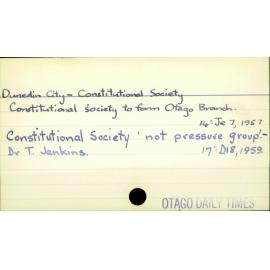 Dunedin City = Constitutional Society
Constitutional Society to form Otago Branch.
14: Je 7, 1957
Constitutional Society 'not pressure group'-
Dr T. Jenkins. 17: D18, 1959.
OTAGO DAILY TIMES